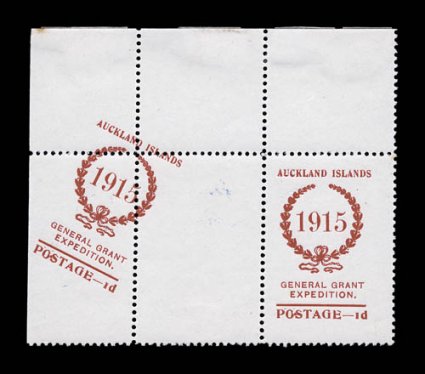 AUCKLAND ISLANDS
1915
GENERAL GRANT
EXPEDITION.
POSTAGE—1d
AUCKLAND ISLANDS
1915
GENERAL GRANT
EXPEDITION.
POSTAGE—1d